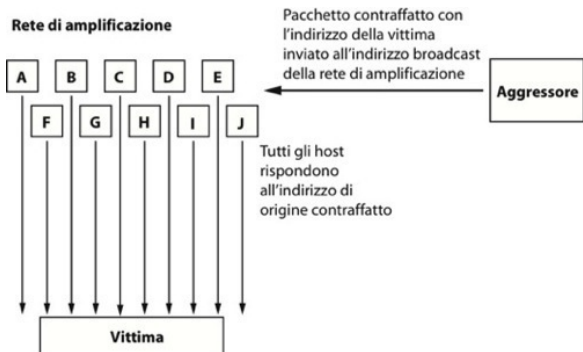 Rete di amplificazione
Pacchetto contraffatto con
l'indirizzo della vittima
inviato all'indirizzo broadcast
della rete di amplificazione
A B C D E
Aggressore
F G H I J
Tutti gli host
rispondono
all'indirizzo di
origine contraffatto
Vittima